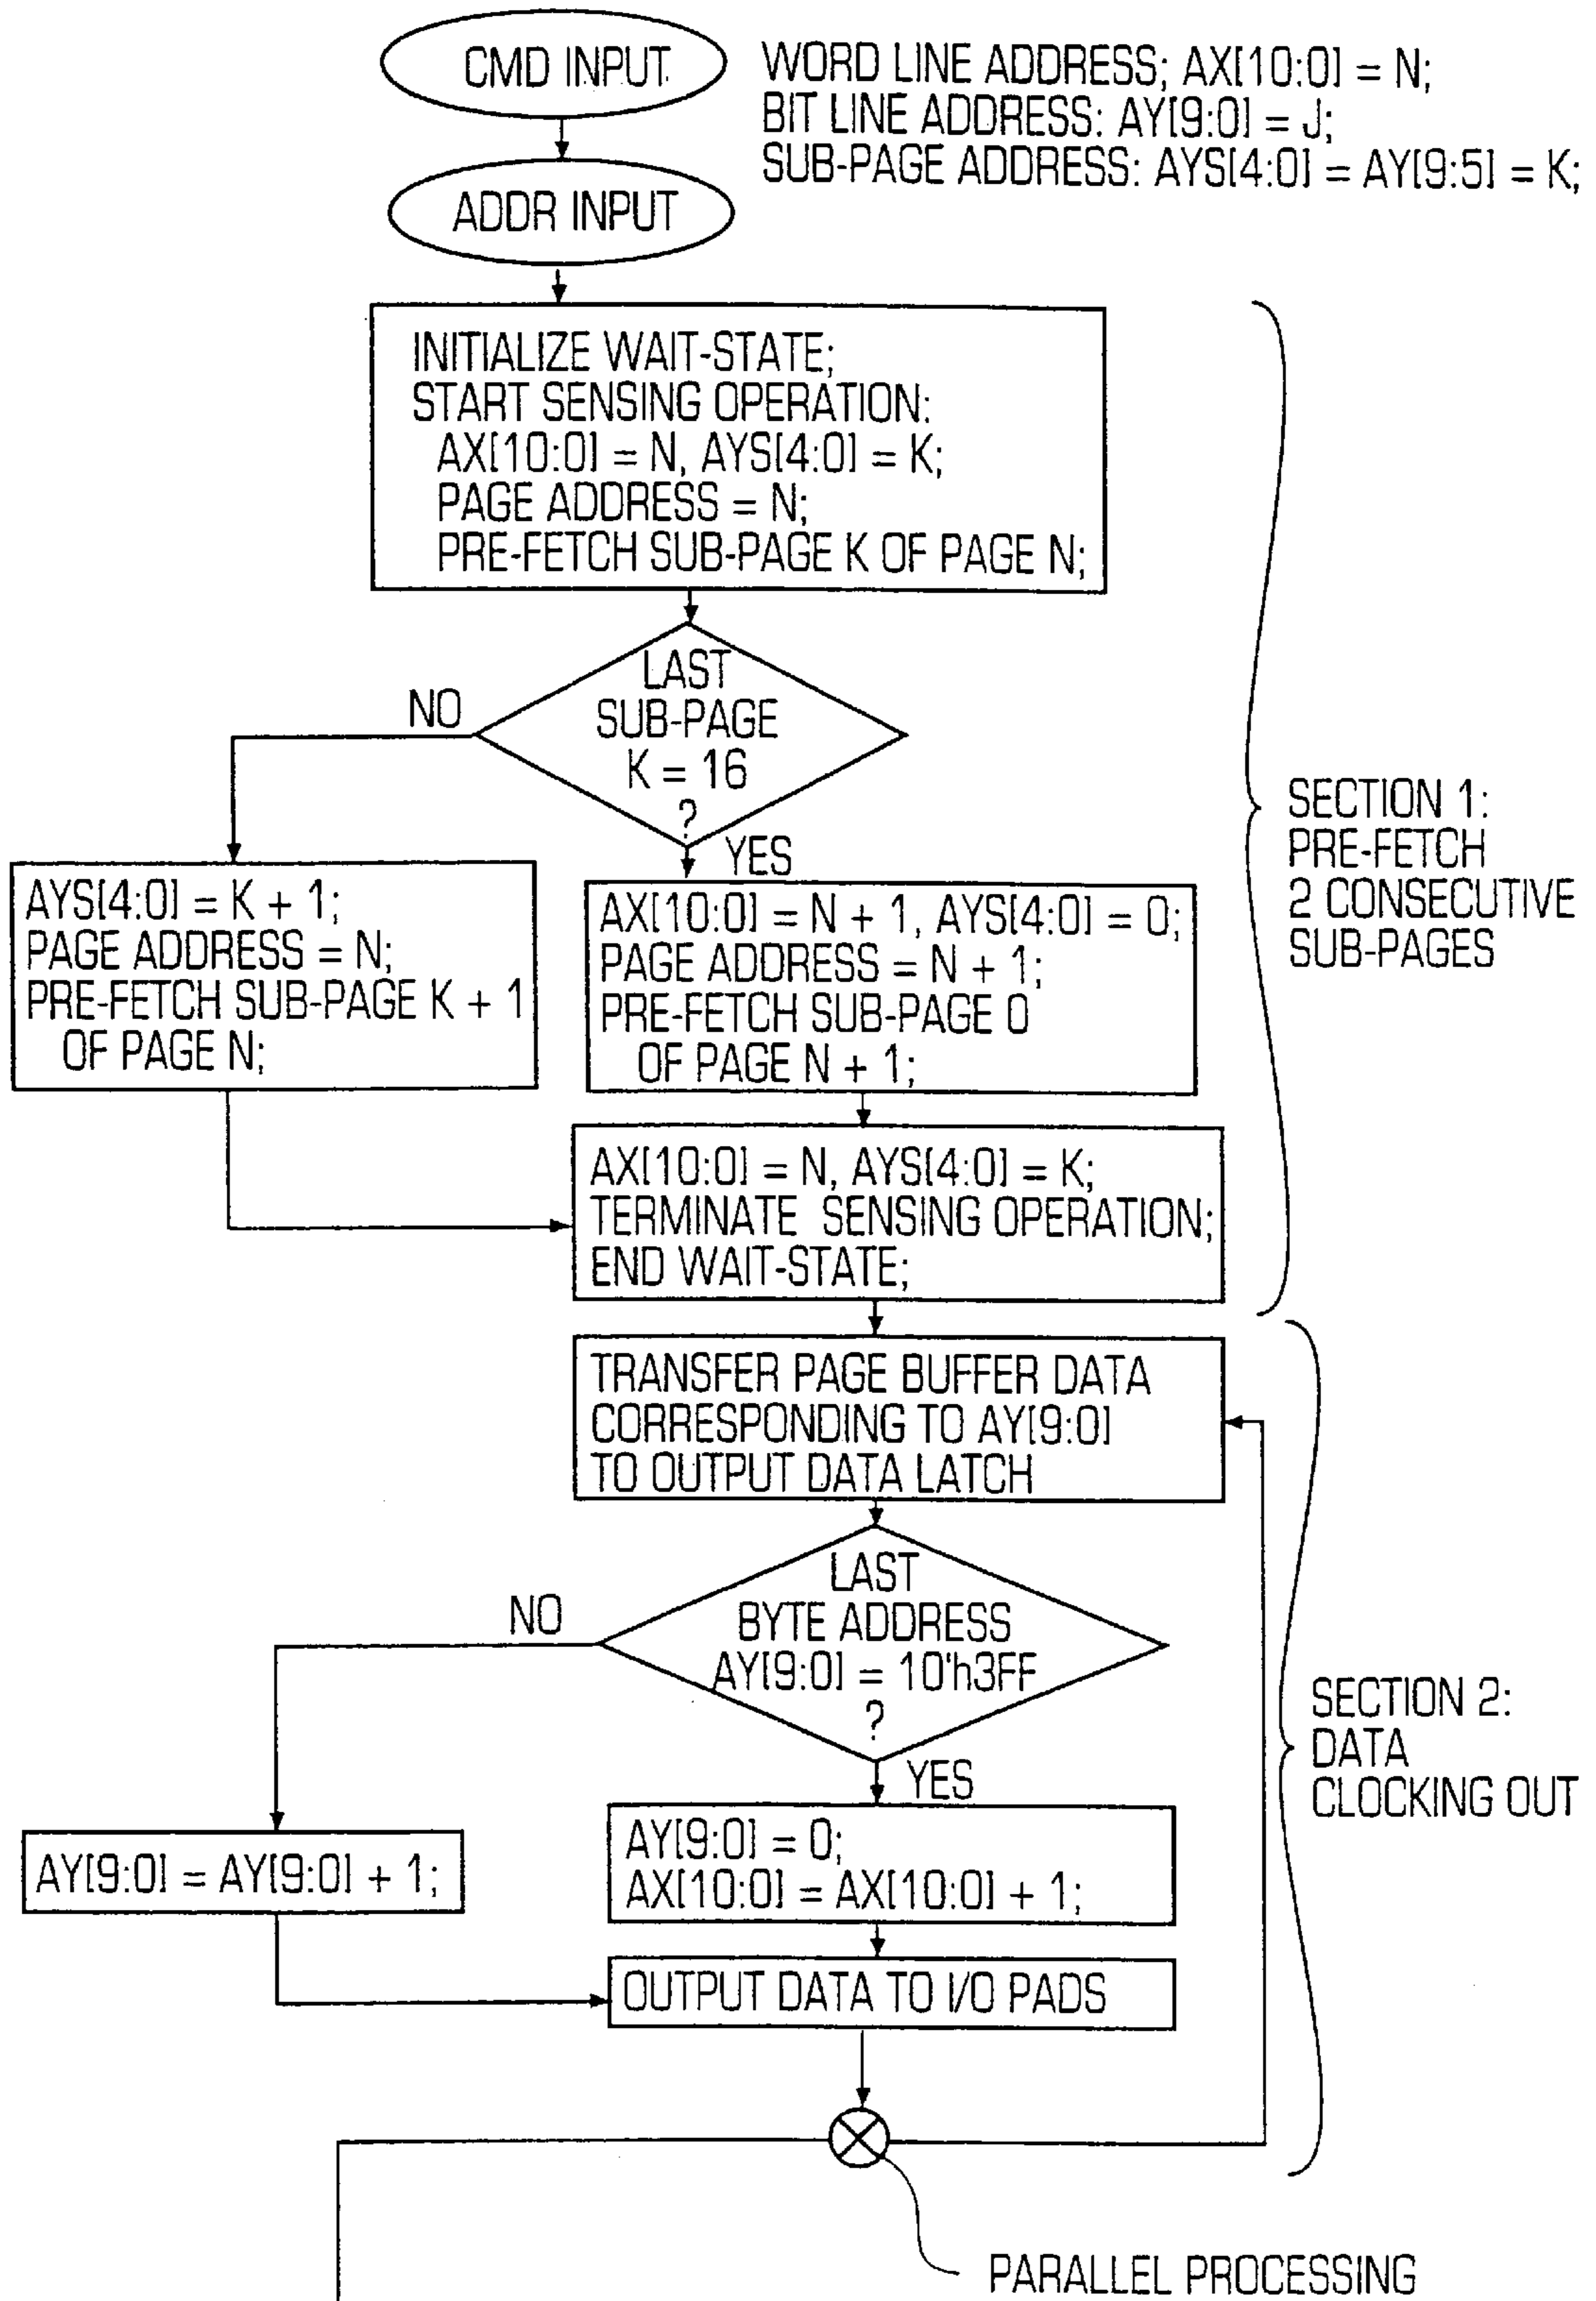 CMD INPUT
WORD LINE ADDRESS; AX[10:0] = N;
BIT LINE ADDRESS: AY[9:0] = J;
SUB-PAGE ADDRESS: AYS[4:0] = AY[9:5] = K;
ADDR INPUT
INITIALIZE WAIT-STATE;
START SENSING OPERATION:
AX[10:0] = N, AYS[4:0] = K;
PAGE ADDRESS = N;
PRE-FETCH SUB-PAGE K OF PAGE N;
LAST
SUB-PAGE
K = 16
?
NO
YES
AYS[4:0] = K + 1;
PAGE ADDRESS = N;
PRE-FETCH SUB-PAGE K + 1
OF PAGE N;
AX[10:0] = N + 1, AYS[4:0] = 0;
PAGE ADDRESS = N + 1;
PRE-FETCH SUB-PAGE 0
OF PAGE N + 1;
SECTION 1:
PRE-FETCH
2 CONSECUTIVE
SUB-PAGES
AX[10:0] = N, AYS[4:0] = K;
TERMINATE SENSING OPERATION;
END WAIT-STATE;
TRANSFER PAGE BUFFER DATA
CORRESPONDING TO AY[9:0]
TO OUTPUT DATA LATCH
LAST
BYTE ADDRESS
AY[9:0] = 10'h3FF
?
NO
YES
AY[9:0] = AY[9:0] + 1;
AY[9:0] = 0;
AX[10:0] = AX[10:0] + 1;
SECTION 2:
DATA
CLOCKING OUT
OUTPUT DATA TO I/O PADS
PARALLEL PROCESSING